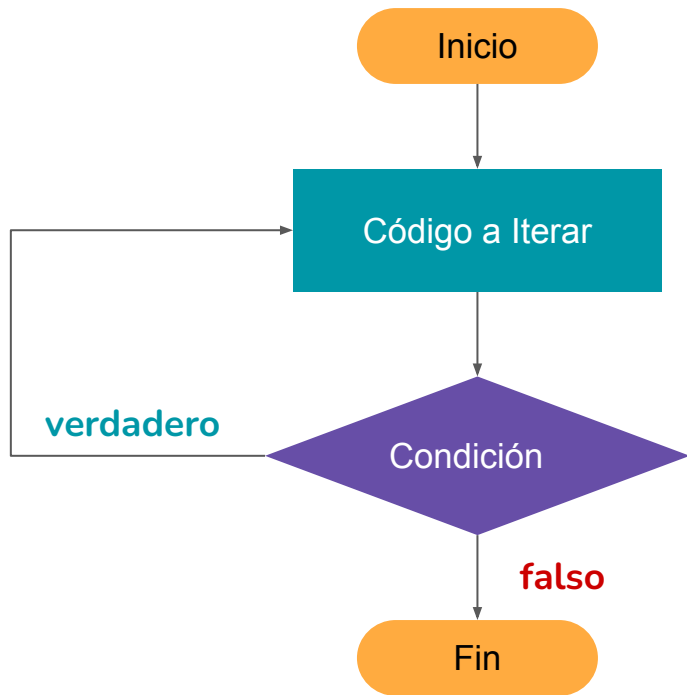 Inicio
Código a Iterar
verdadero
Condición
falso
Fin